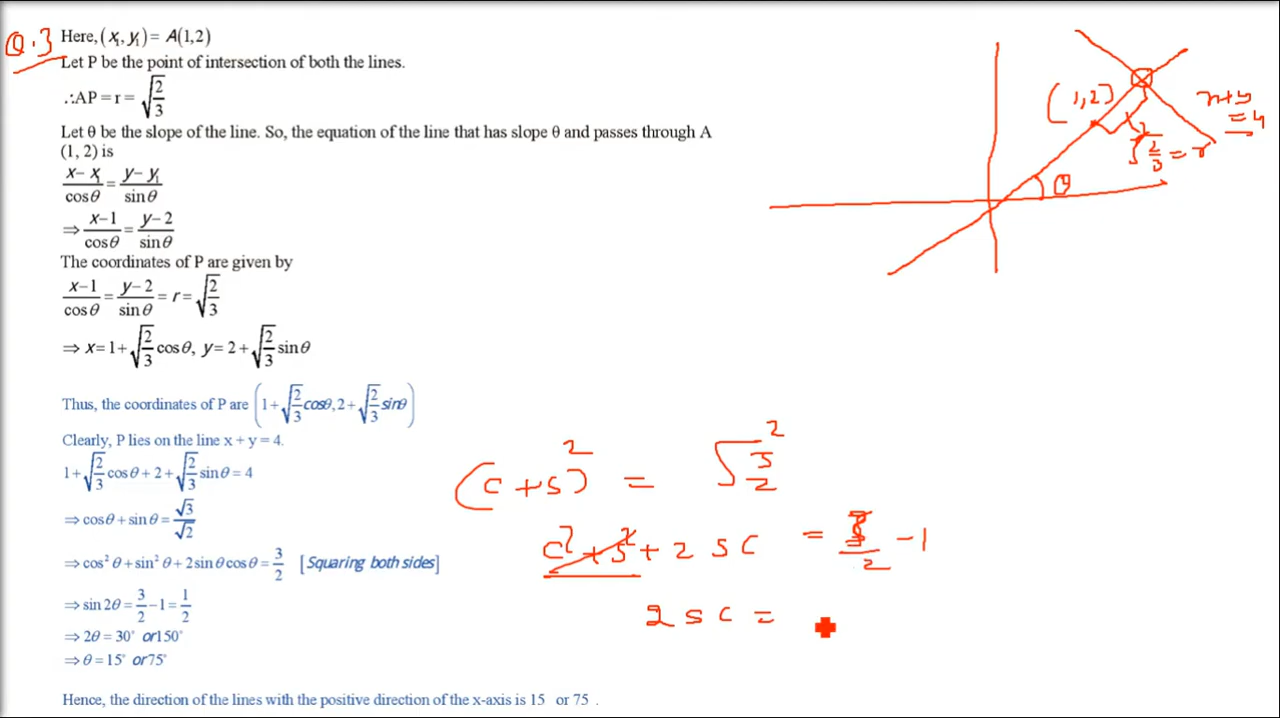 Q.3
Here, (x₁, y₁) = A(1,2)
Let P be the point of intersection of both the lines.
∴AP = r = √(2/3)
Let θ be the slope of the line. So, the equation of the line that has slope θ and passes through A
(1, 2) is
(x − x₁)/cosθ = (y − y₁)/sinθ
⇒ (x−1)/cosθ = (y−2)/sinθ
The coordinates of P are given by
(x−1)/cosθ = (y−2)/sinθ = r = √(2/3)
⇒ x = 1 + √(2/3) cosθ, y = 2 + √(2/3) sinθ
Thus, the coordinates of P are (1 + √(2/3) cosθ, 2 + √(2/3) sinθ)
Clearly, P lies on the line x + y = 4.
1 + √(2/3) cosθ + 2 + √(2/3) sinθ = 4
⇒ cosθ + sinθ = √3/√2
⇒ cos²θ + sin²θ + 2sinθcosθ = 3/2 [Squaring both sides]
⇒ sin2θ = 3/2 − 1 = 1/2
⇒ 2θ = 30° or 150°
⇒ θ = 15° or 75°
Hence, the direction of the lines with the positive direction of the x-axis is 15 or 75 .
(1,2)
x+y
=4
√(2/3) = r
θ
(c+s)² = √(3/2)²
c²+s²+2sc = 3/2 −1
2sc =